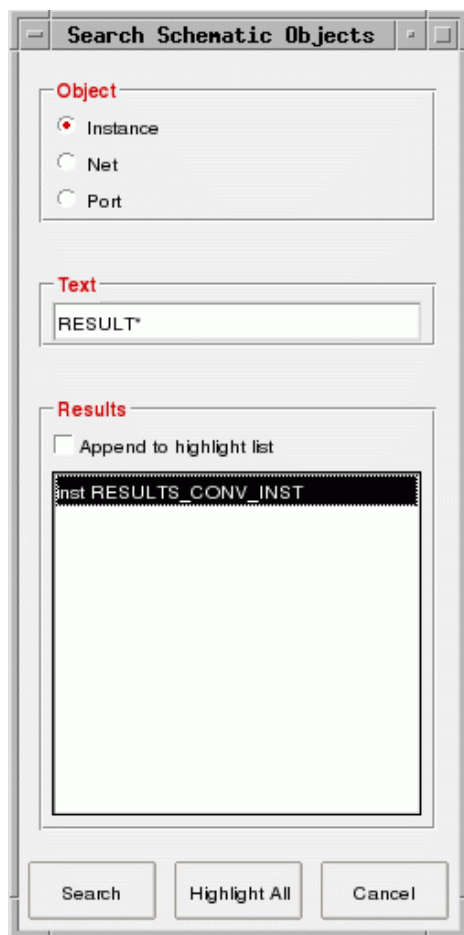 Search Schematic Objects
Object
Instance
Net
Port
Text
RESULT*
Results
Append to highlight list
inst RESULTS_CONV_INST
Search
Highlight All
Cancel